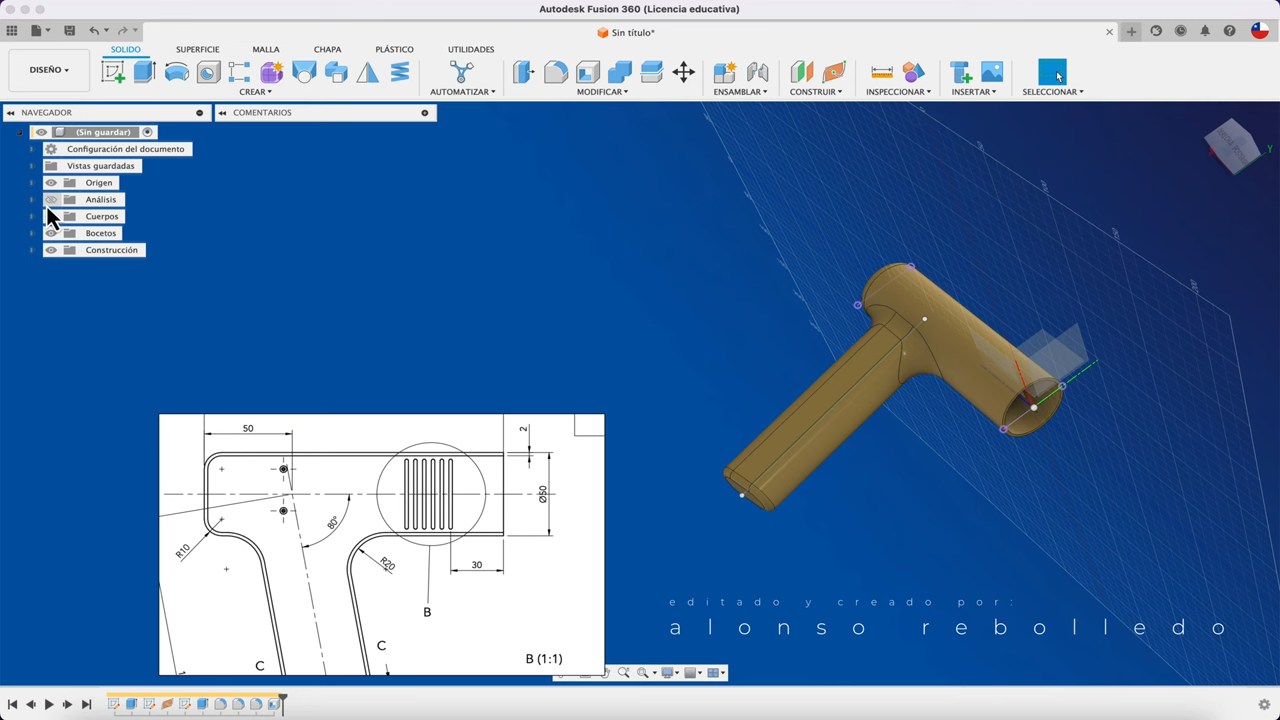 Autodesk Fusion 360 (Licencia educativa)
Sin título*
SOLIDO SUPERFICIE MALLA CHAPA PLÁSTICO UTILIDADES
DISEÑO
CREAR AUTOMATIZAR MODIFICAR ENSAMBLAR CONSTRUIR INSPECCIONAR INSERTAR SELECCIONAR
NAVEGADOR COMENTARIOS
(Sin guardar)
Configuración del documento
Vistas guardadas
Origen
Análisis
Cuerpos
Bocetos
Construcción
Y
50
2
Ø50
80°
R10
R20
30
B
C
C
B (1:1)
editado y creado por:
alonso rebolledo